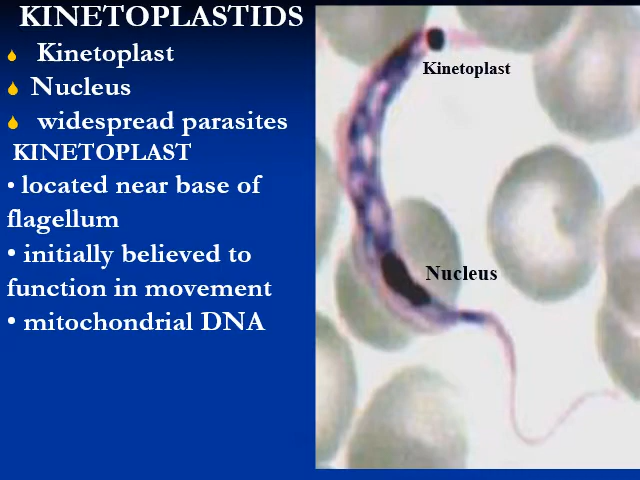 KINETOPLASTIDS
Kinetoplast
Nucleus
widespread parasites
KINETOPLAST
• located near base of
flagellum
• initially believed to
function in movement
• mitochondrial DNA
Kinetoplast
Nucleus